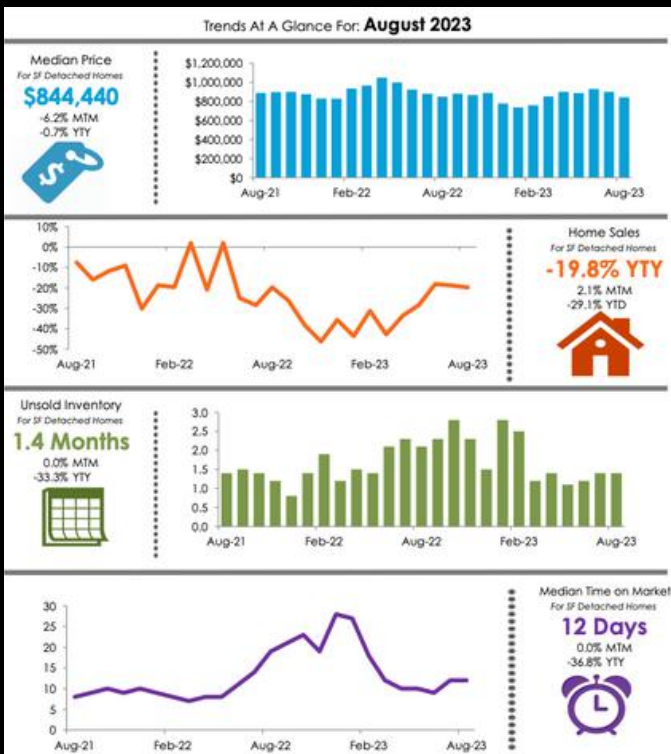 Trends At A Glance For: August 2023
Median Price
For SF Detached Homes
$844,440
-6.2% MTM
-0.7% YTY
$
$1,200,000
$1,000,000
$800,000
$600,000
$400,000
$200,000
$0
Aug-21 Feb-22 Aug-22 Feb-23 Aug-23
10%
0%
-10%
-20%
-30%
-40%
-50%
Aug-21 Feb-22 Aug-22 Feb-23 Aug-23
Home Sales
For SF Detached Homes
-19.8% YTY
2.1% MTM
-29.1% YTD
Unsold Inventory
For SF Detached Homes
1.4 Months
0.0% MTM
-33.3% YTY
3.0
2.5
2.0
1.5
1.0
0.5
0.0
Aug-21 Feb-22 Aug-22 Feb-23 Aug-23
30
25
20
15
10
5
0
Aug-21 Feb-22 Aug-22 Feb-23 Aug-23
Median Time on Market
For SF Detached Homes
12 Days
0.0% MTM
-36.8% YTY